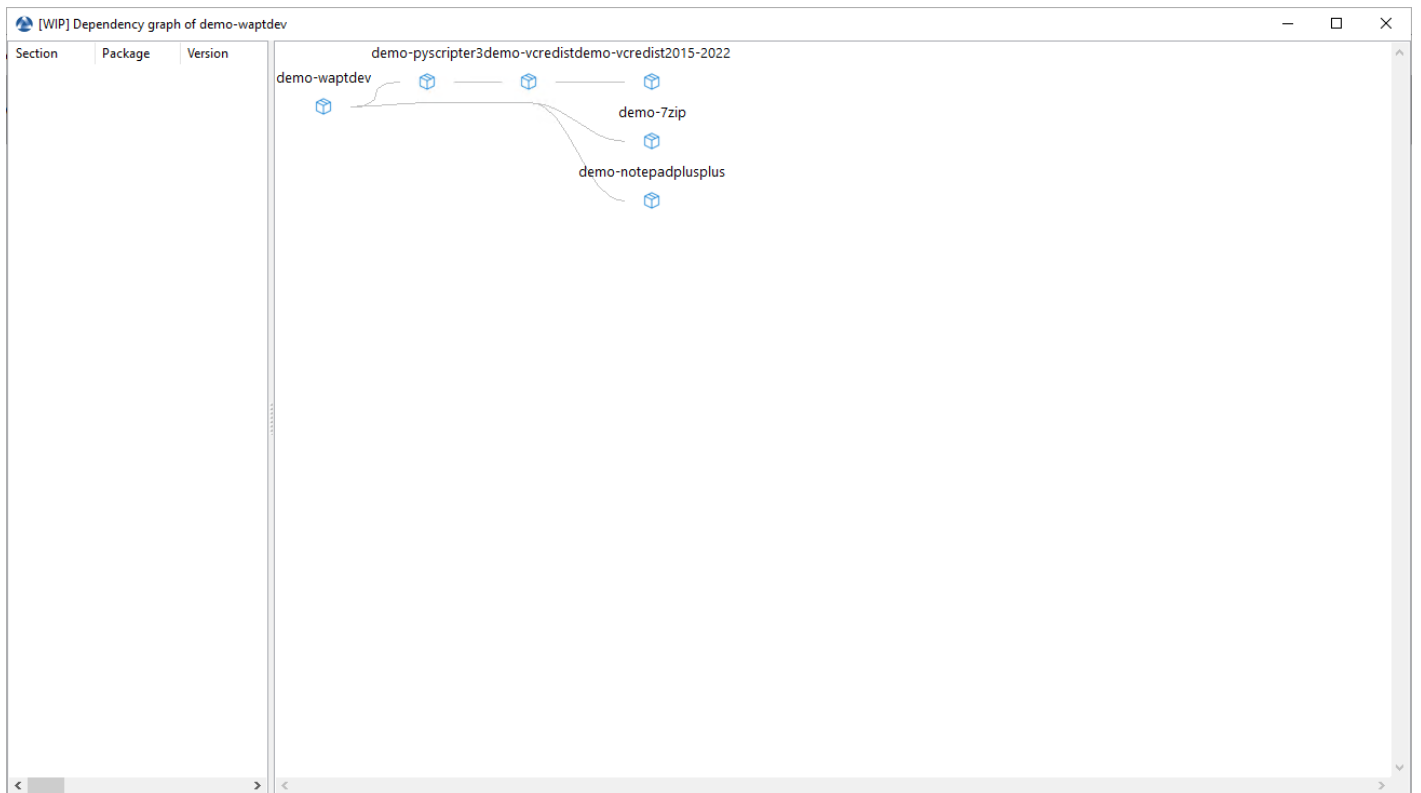 [WIP] Dependency graph of demo-waptdev
Section Package Version
demo-pyscripter3demo-vcredistdemo-vcredist2015-2022
demo-waptdev
demo-7zip
demo-notepadplusplus